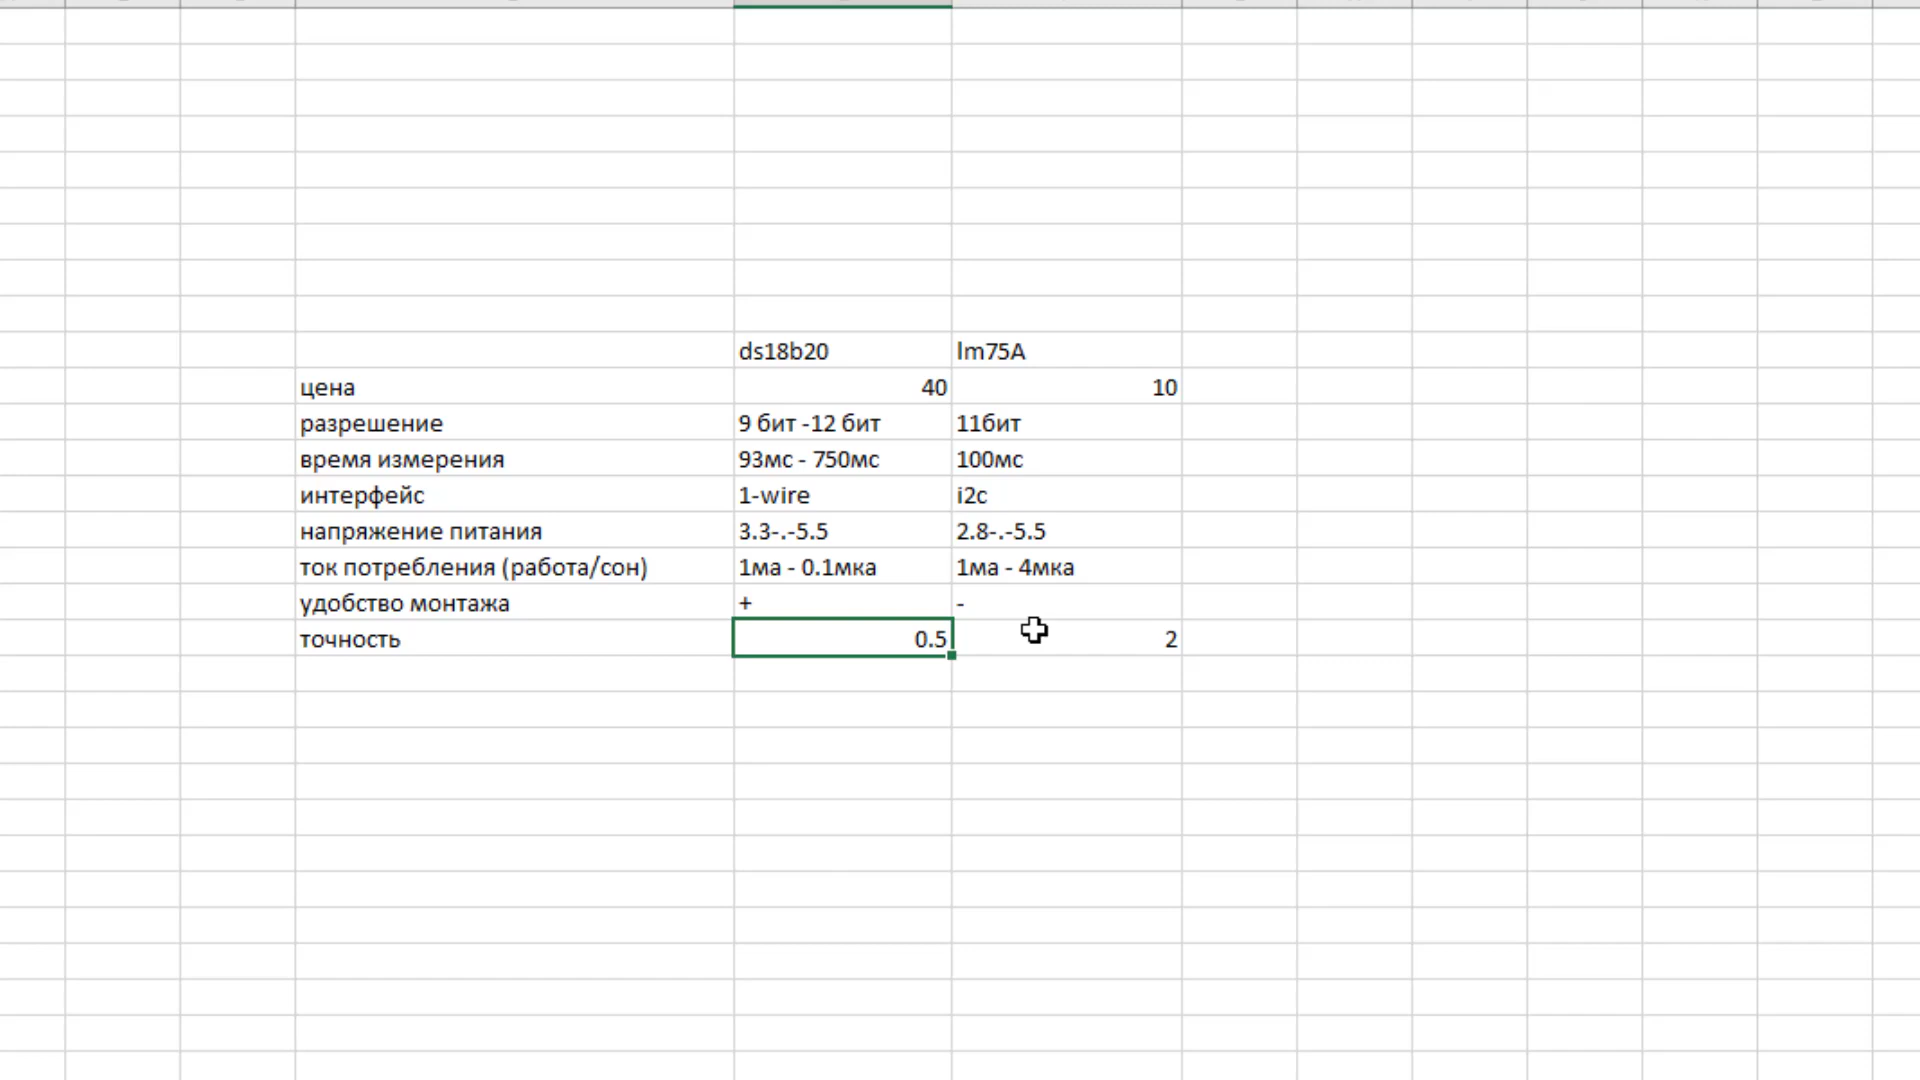 ds18b20 lm75A
цена 40 10
разрешение 9 бит -12 бит 11бит
время измерения 93мс - 750мс 100мс
интерфейс 1-wire i2c
напряжение питания 3.3-.-5.5 2.8-.-5.5
ток потребления (работа/сон) 1ма - 0.1мка 1ма - 4мка
удобство монтажа + -
точность 0.5 2